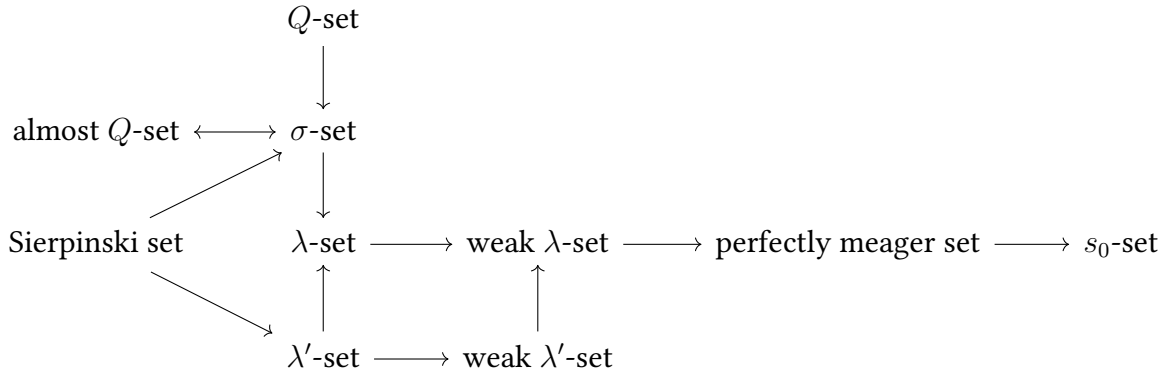 Q-set
almost Q-set
σ-set
Sierpinski set
λ-set
weak λ-set
perfectly meager set
s₀-set
λ′-set
weak λ′-set